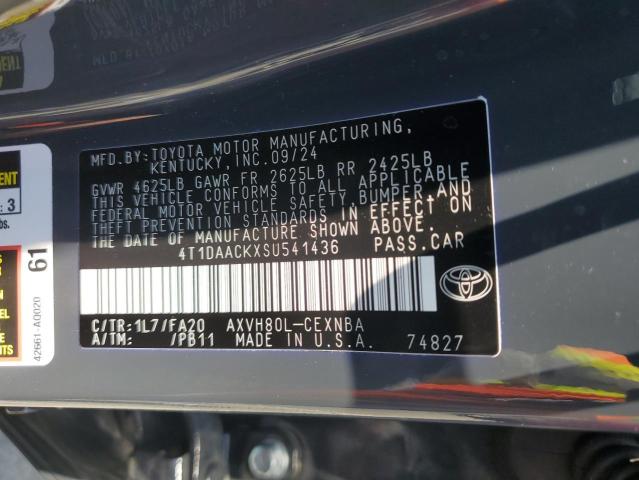 MFD.BY:TOYOTA MOTOR MANUFACTURING,
KENTUCKY, INC.09/24
GVWR 4625LB GAWR FR 2625LB RR 2425LB
THIS VEHICLE CONFORMS TO ALL APPLICABLE
FEDERAL MOTOR VEHICLE SAFETY,BUMPER,AND
THEFT PREVENTION STANDARDS IN EFFECT ON
THE DATE OF MANUFACTURE SHOWN ABOVE.
4T1DAACKXSU541436 PASS.CAR
C/TR:1L7/FA20 AXVH80L-CEXNBA
A/TM: /PB11 MADE IN U.S.A. 74827
: 3
61
42661-A0020